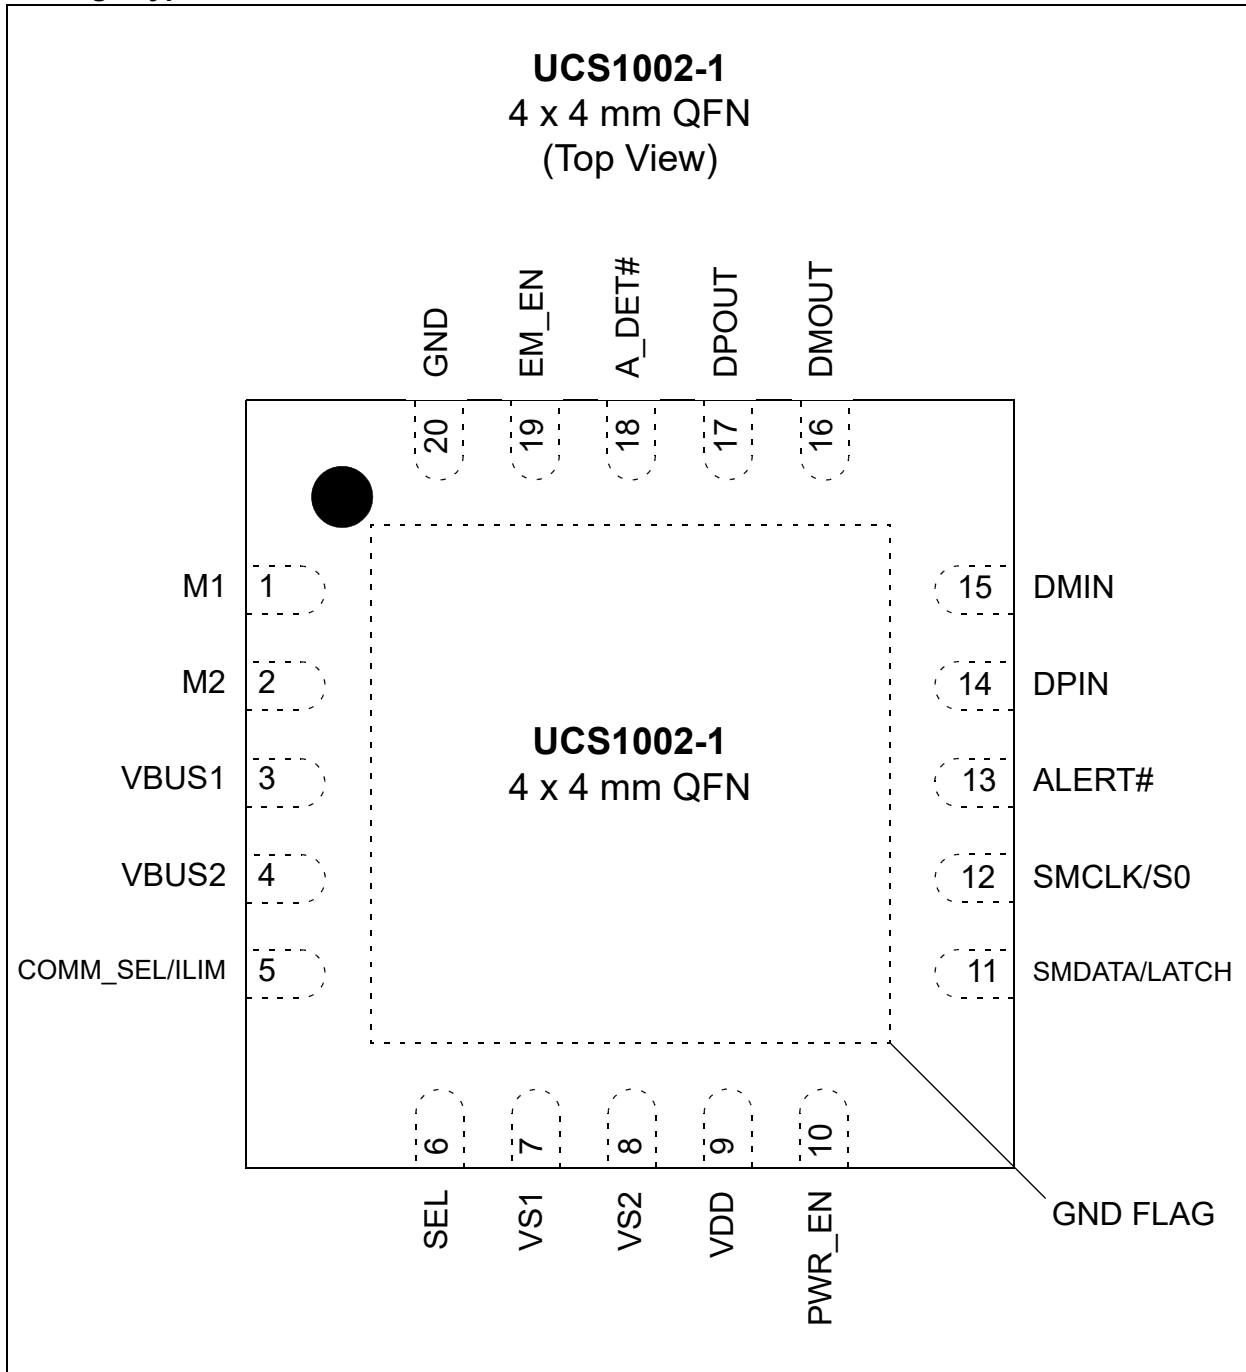 UCS1002-1
4 x 4 mm QFN
(Top View)
GND
EM_EN
A_DET#
DPOUT
DMOUT
20
19
18
17
16
M1 1
15 DMIN
M2 2
14 DPIN
UCS1002-1
4 x 4 mm QFN
VBUS1 3
13 ALERT#
VBUS2 4
12 SMCLK/S0
COMM_SEL/ILIM 5
11 SMDATA/LATCH
6
7
8
9
10
SEL
VS1
VS2
VDD
PWR_EN
GND FLAG